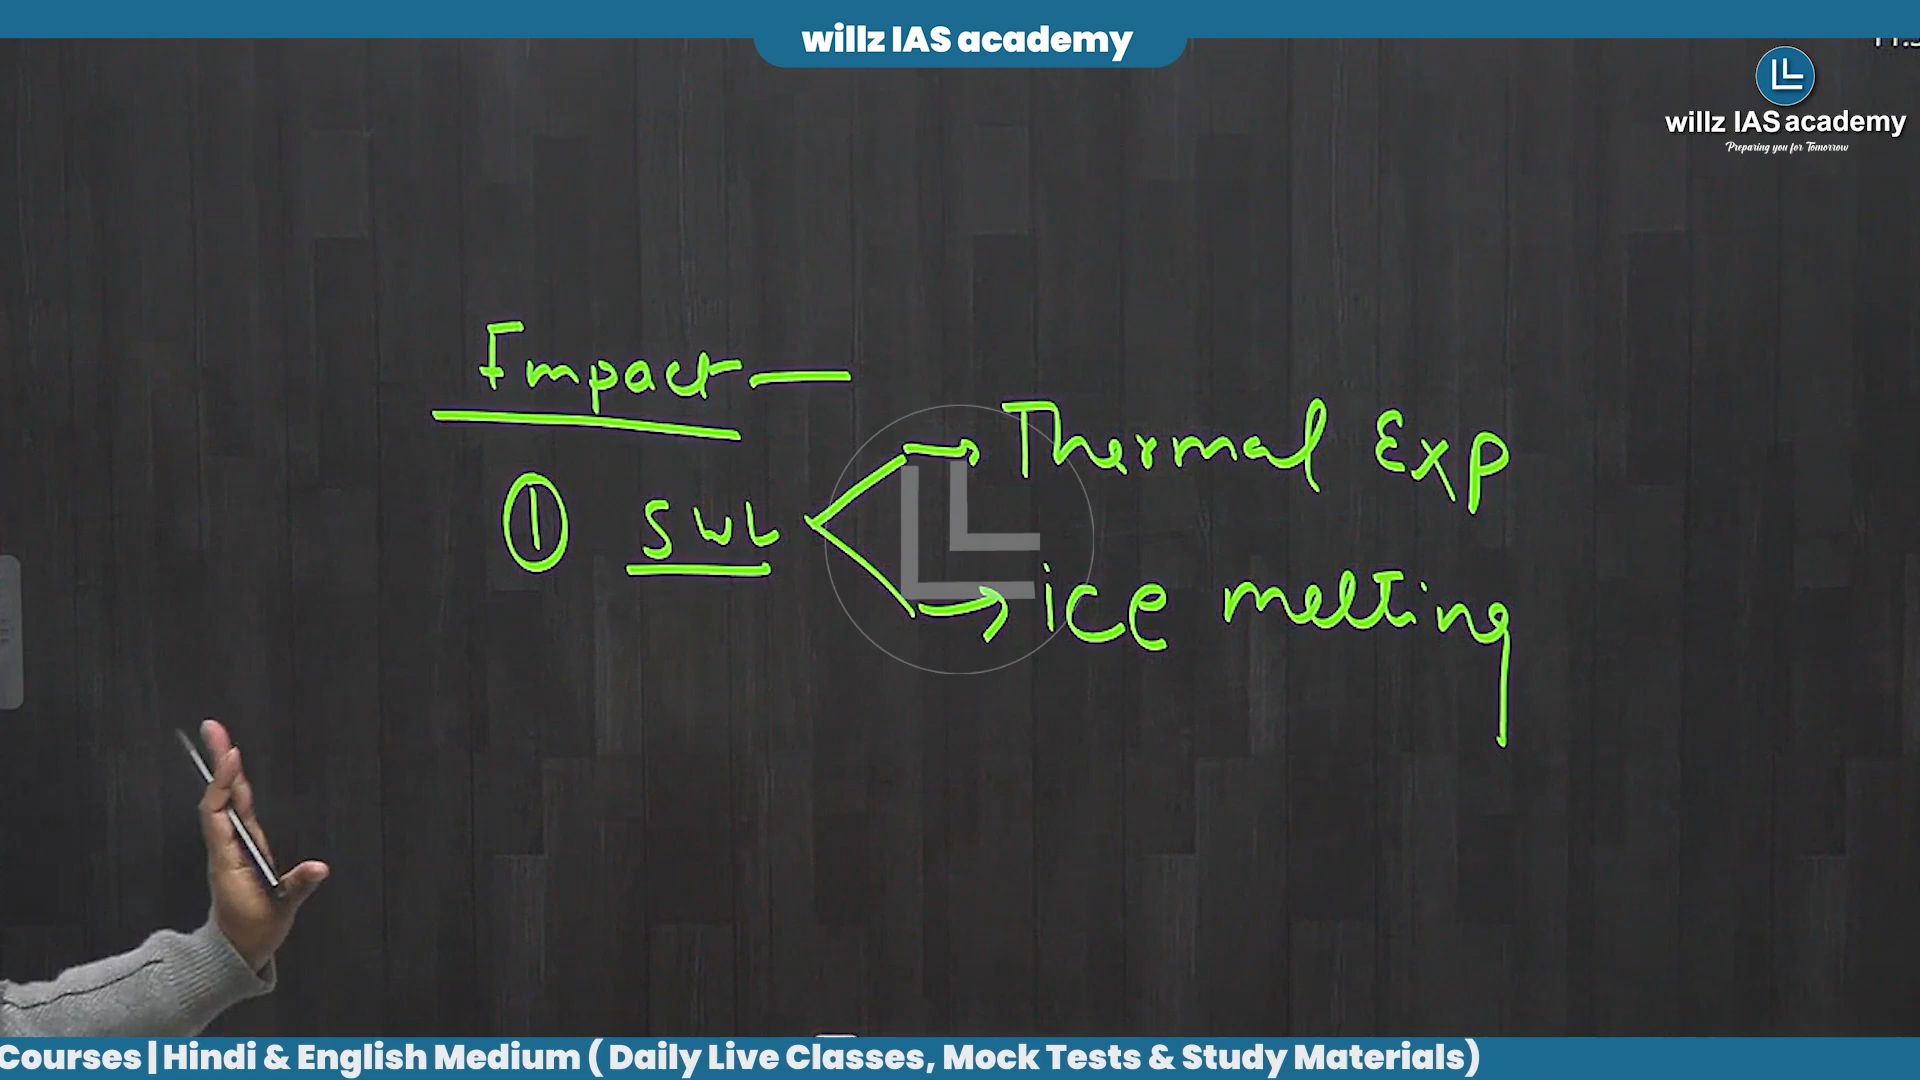 willz IAS academy
willz IAS academy
Preparing you for Tomorrow
Impact —
① SWL
→ Thermal Exp
→ ice melting
Courses | Hindi & English Medium ( Daily Live Classes, Mock Tests & Study Materials)